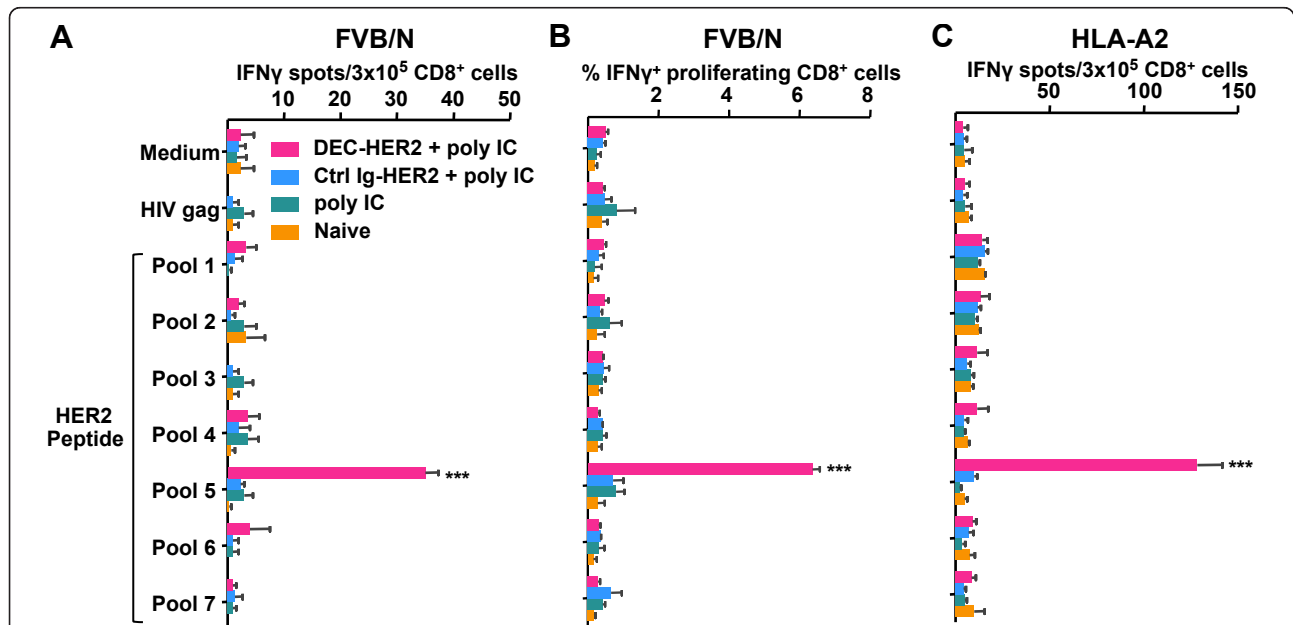 A
FVB/N
IFNγ spots/3x10⁵ CD8⁺ cells
10 20 30 40 50
Medium
HIV gag
Pool 1
Pool 2
Pool 3
Pool 4
Pool 5
Pool 6
Pool 7
HER2
Peptide
DEC-HER2 + poly IC
Ctrl Ig-HER2 + poly IC
poly IC
Naive
***
B
FVB/N
% IFNγ⁺ proliferating CD8⁺ cells
2 4 6 8
***
C
HLA-A2
IFNγ spots/3x10⁵ CD8⁺ cells
50 100 150
***